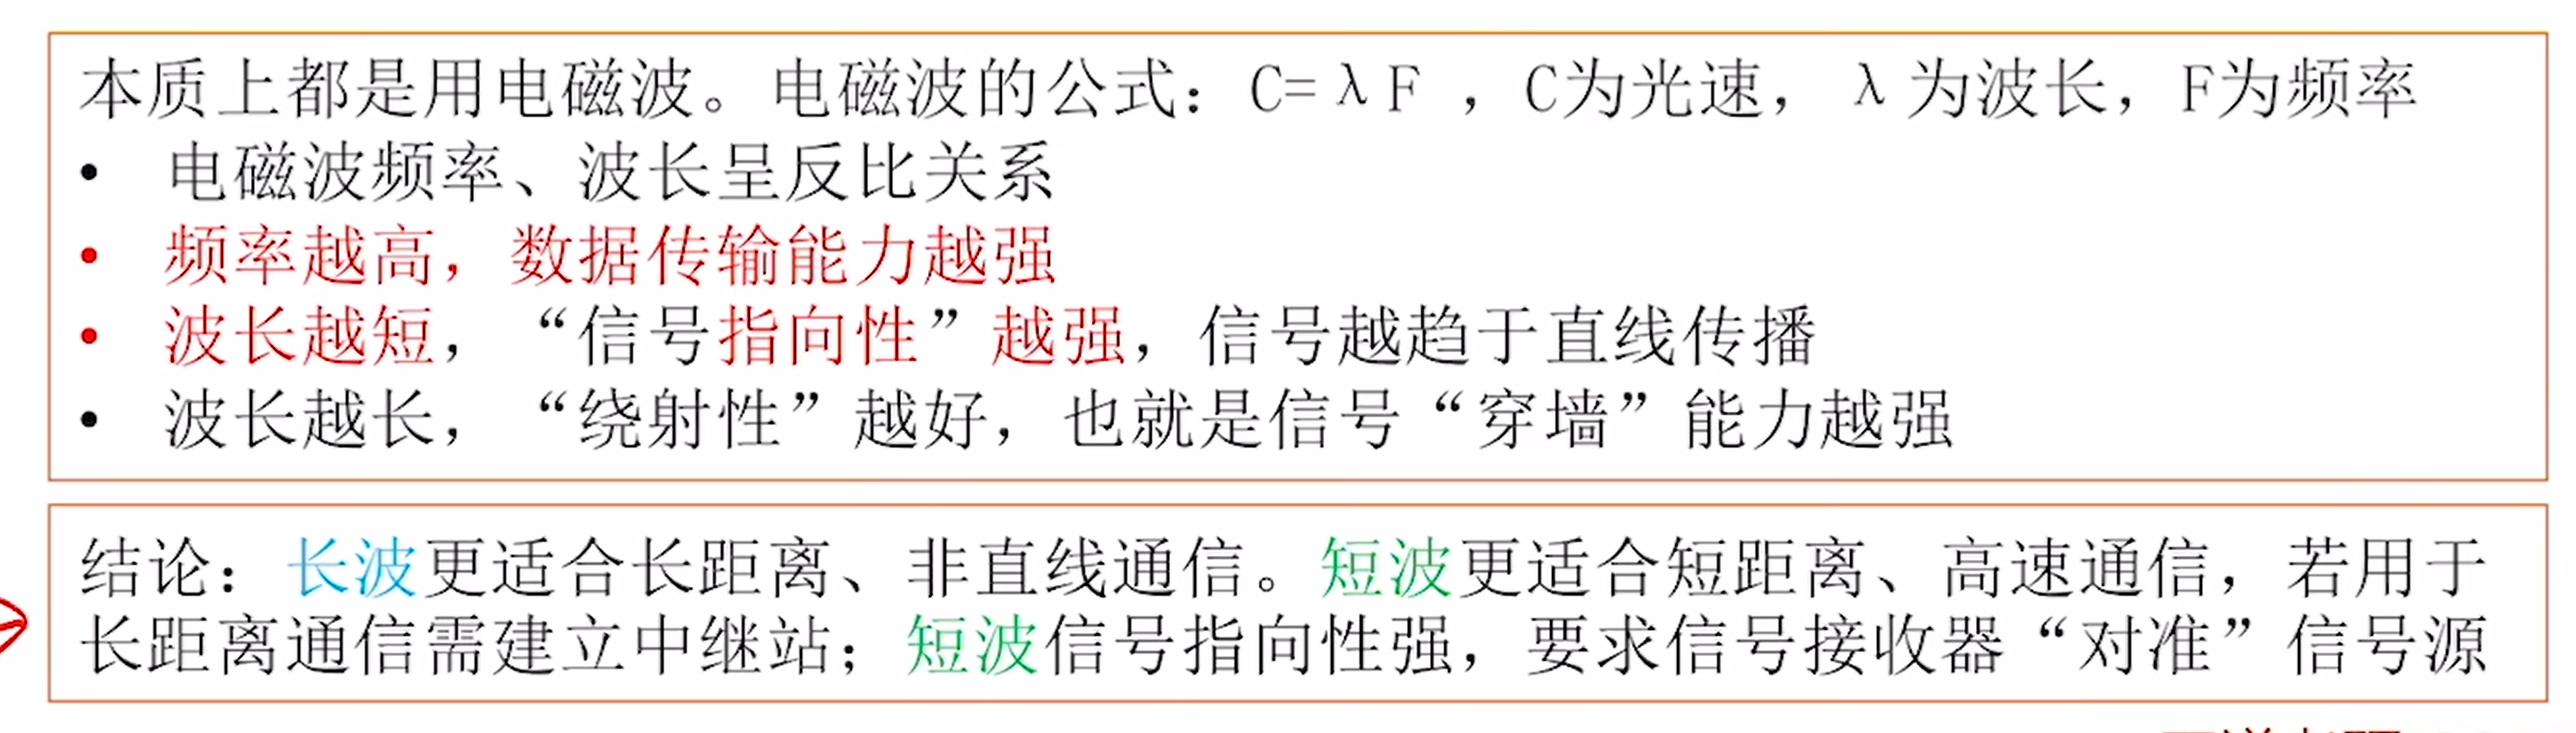 本质上都是用电磁波。电磁波的公式：C=λF，C为光速，λ为波长，F为频率
• 电磁波频率、波长呈反比关系
• 频率越高，数据传输能力越强
• 波长越短，“信号指向性”越强，信号越趋于直线传播
• 波长越长，“绕射性”越好，也就是信号“穿墙”能力越强
结论：长波更适合长距离、非直线通信。短波更适合短距离、高速通信，若用于
长距离通信需建立中继站；短波信号指向性强，要求信号接收器“对准”信号源